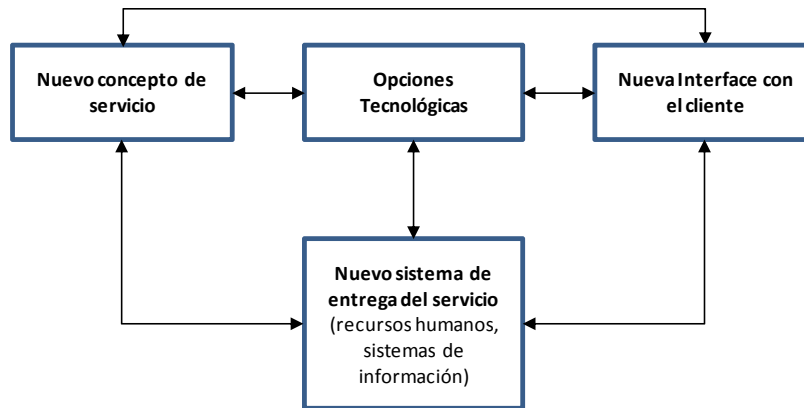 Nuevo concepto de
servicio
Opciones
Tecnológicas
Nueva Interface con
el cliente
Nuevo sistema de
entrega del servicio
(recursos humanos,
sistemas de
información)